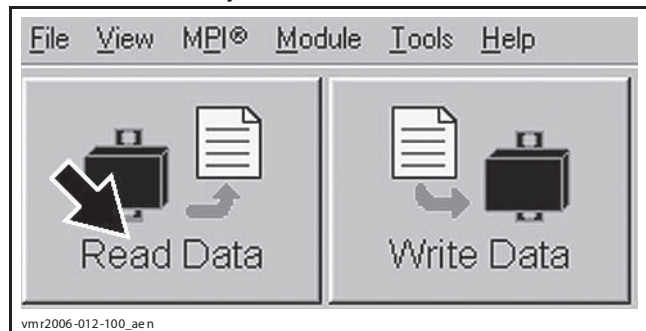 File View MPI® Module Tools Help
Read Data Write Data
vmr2006-012-100_aen